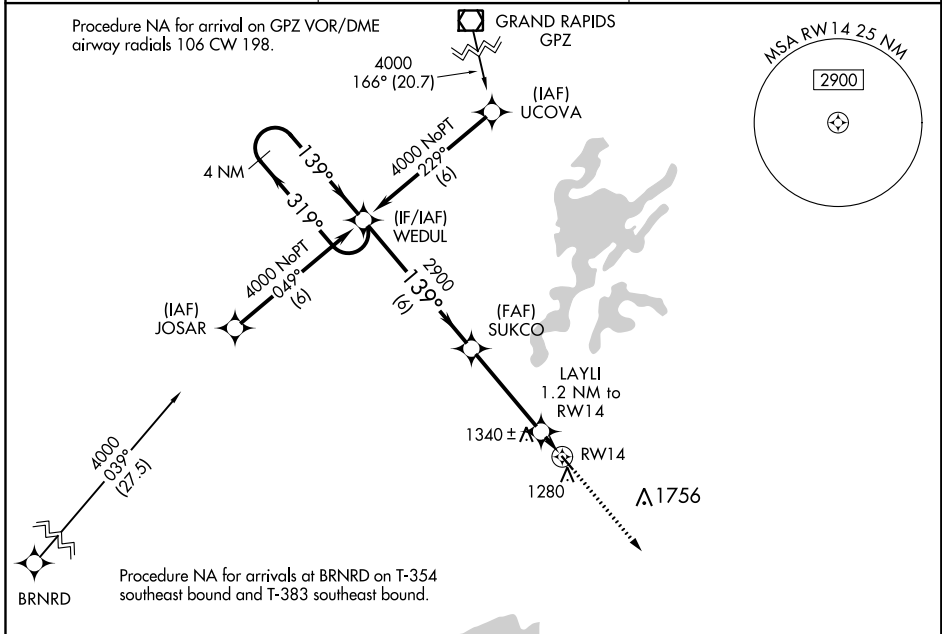 Procedure NA for arrival on GPZ VOR/DME
airway radials 106 CW 198.
GRAND RAPIDS
GPZ
4000
166° (20.7)
(IAF)
UCOVA
MSA RW14 25 NM
2900
4000 NoPT
229°
(6)
4 NM
139°
319°
(IF/IAF)
WEDUL
4000 NoPT
049°
(6)
(IAF)
JOSAR
2900
139°
(6)
(FAF)
SUKCO
LAYLI
1.2 NM to
RW14
1340 ±
RW14
1280
1756
4000
039°
(27.5)
BRNRD
Procedure NA for arrivals at BRNRD on T-354
southeast bound and T-383 southeast bound.